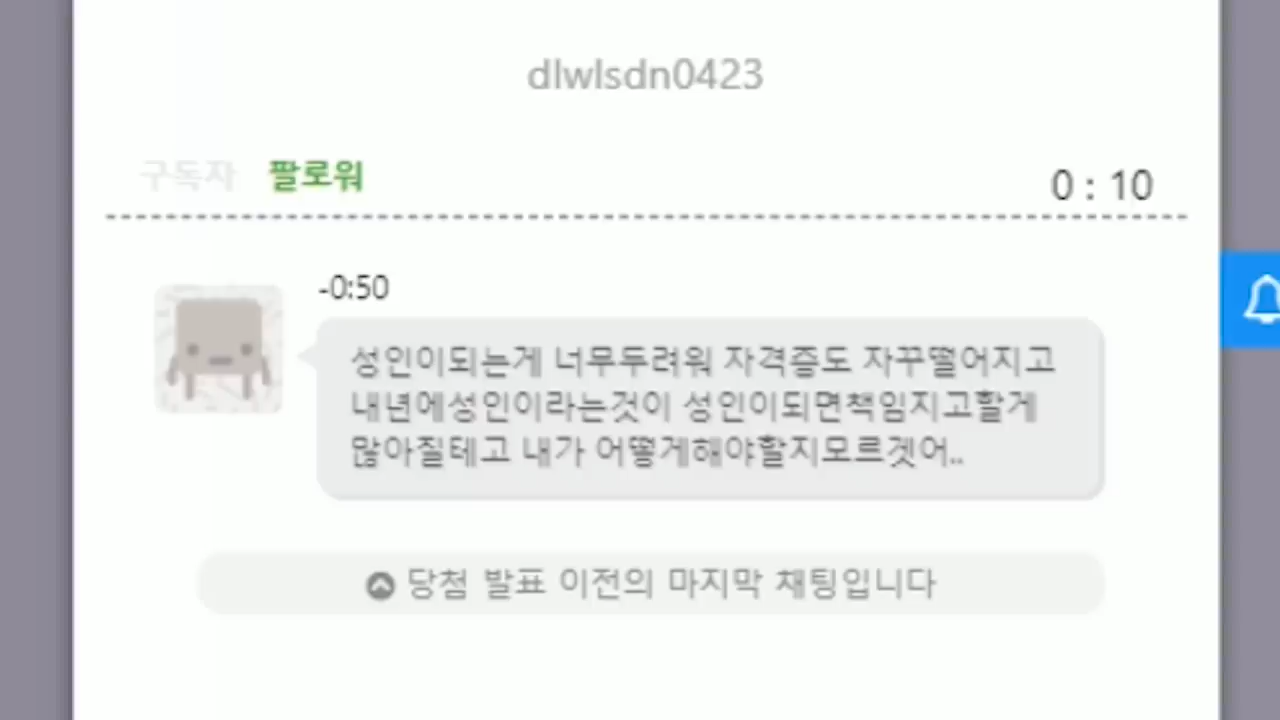 dlwlsdn0423
구독자 팔로워
0 : 10
-0:50
성인이되는게 너무두려워 자격증도 자꾸떨어지고
내년에성인이라는것이 성인이되면책임지고할게
많아질테고 내가 어떻게해야할지모르겟어..
당첨 발표 이전의 마지막 채팅입니다